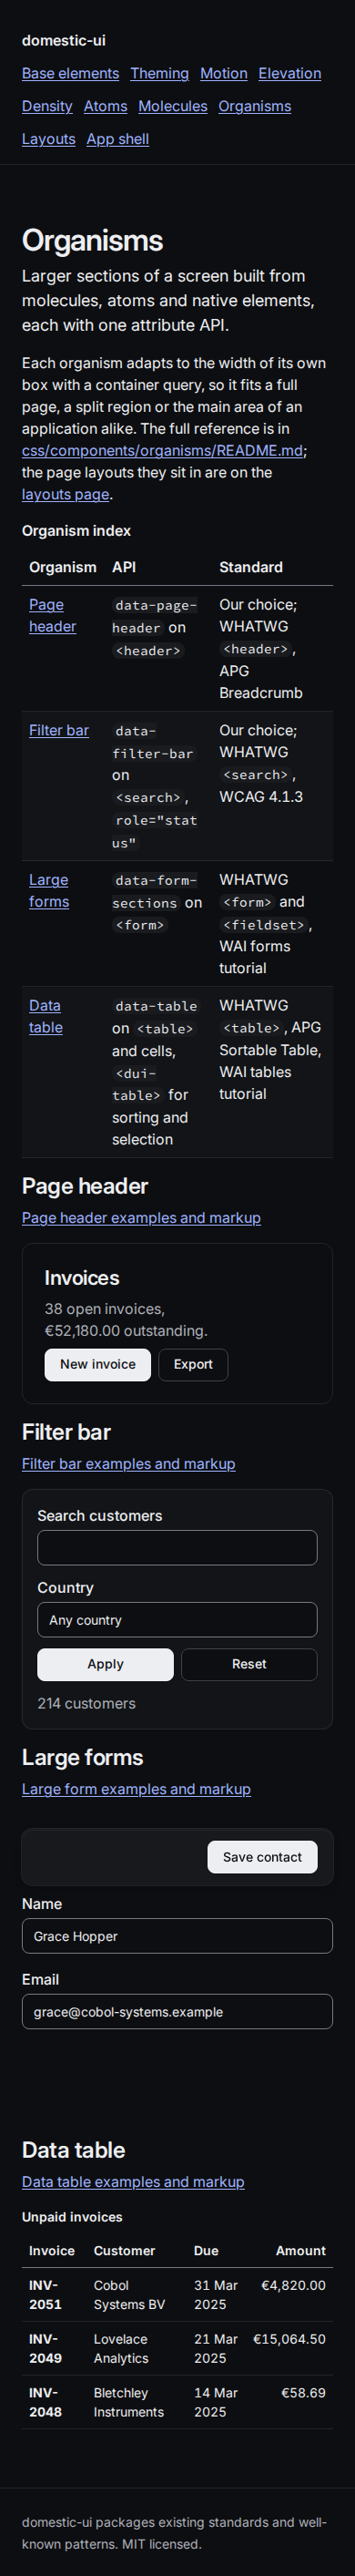 domestic-ui
Base elements Theming Motion Elevation
Density Atoms Molecules Organisms
Layouts App shell
Organisms
Larger sections of a screen built from
molecules, atoms and native elements,
each with one attribute API.
Each organism adapts to the width of its own
box with a container query, so it fits a full
page, a split region or the main area of an
application alike. The full reference is in
css/components/organisms/README.md;
the page layouts they sit in are on the
layouts page.
Organism index
Organism API Standard
Page header data-page-header on <header> Our choice; WHATWG <header>, APG Breadcrumb
Filter bar data-filter-bar on <search>, role="status" Our choice; WHATWG <search>, WCAG 4.1.3
Large forms data-form-sections on <form> WHATWG <form> and <fieldset>, WAI forms tutorial
Data table data-table on <table> and cells, <dui-table> for sorting and selection WHATWG <table>, APG Sortable Table, WAI tables tutorial
Page header
Page header examples and markup
Invoices
38 open invoices,
€52,180.00 outstanding.
New invoice Export
Filter bar
Filter bar examples and markup
Search customers
Country
Any country
Apply Reset
214 customers
Large forms
Large form examples and markup
Save contact
Name
Grace Hopper
Email
grace@cobol-systems.example
Data table
Data table examples and markup
Unpaid invoices
Invoice Customer Due Amount
INV-2051 Cobol Systems BV 31 Mar 2025 €4,820.00
INV-2049 Lovelace Analytics 21 Mar 2025 €15,064.50
INV-2048 Bletchley Instruments 14 Mar 2025 €58.69
domestic-ui packages existing standards and well-
known patterns. MIT licensed.